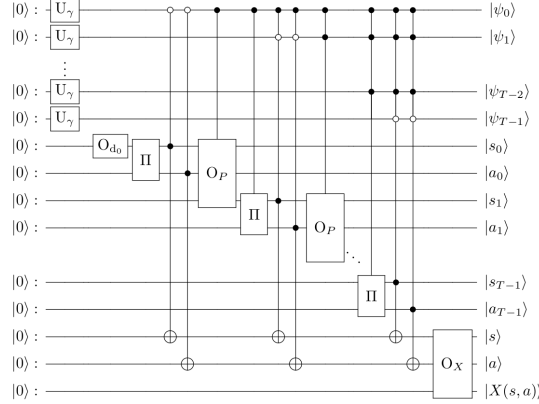 |0⟩ : U_γ |ψ_0⟩
|0⟩ : U_γ |ψ_1⟩
⋮
|0⟩ : U_γ |ψ_{T−2}⟩
|0⟩ : U_γ |ψ_{T−1}⟩
|0⟩ : O_{d_0} Π O_P |s_0⟩
|0⟩ : |a_0⟩
|0⟩ : Π O_P |s_1⟩
|0⟩ : |a_1⟩
⋱
|0⟩ : Π |s_{T−1}⟩
|0⟩ : |a_{T−1}⟩
|0⟩ : |s⟩
|0⟩ : O_X |a⟩
|0⟩ : |X(s, a)⟩